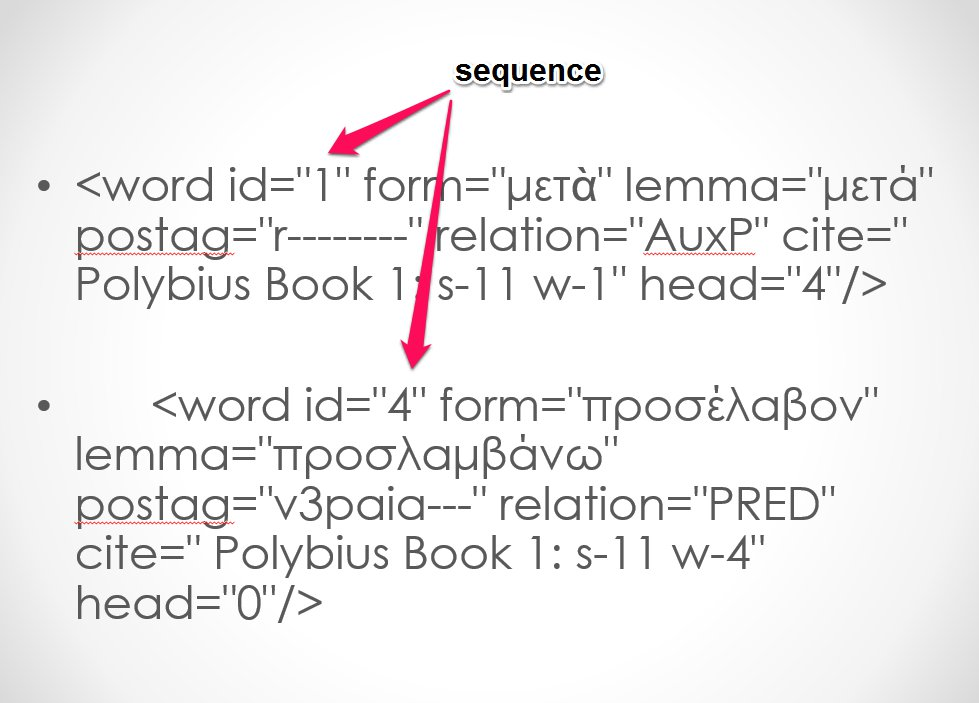 sequence
• <word id="1" form="μετὰ" lemma="μετά"
postag="r--------" relation="AuxP" cite="
Polybius Book 1: s-11 w-1" head="4"/>
• <word id="4" form="προσέλαβον"
lemma="προσλαμβάνω"
postag="v3paia---" relation="PRED"
cite=" Polybius Book 1: s-11 w-4"
head="0"/>